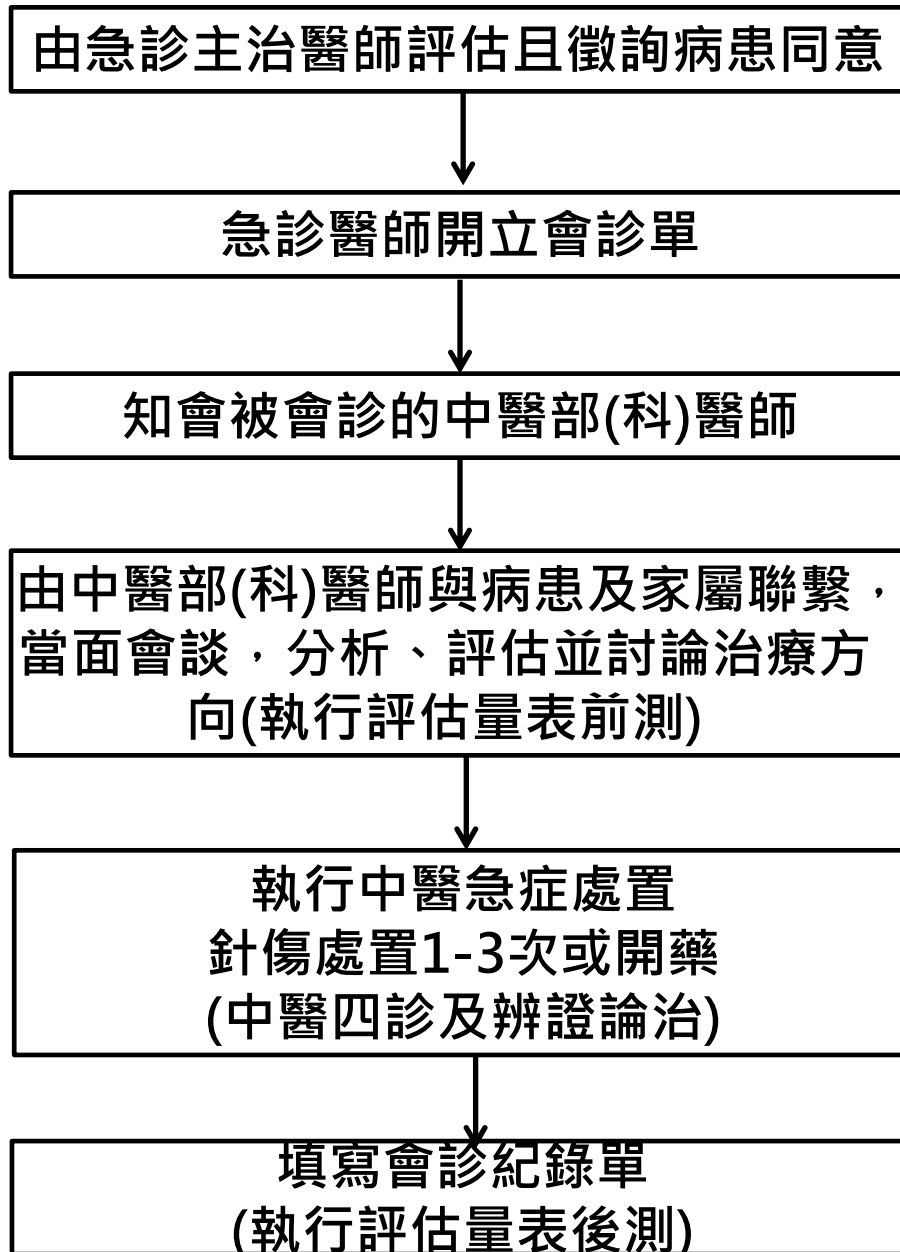 由急診主治醫師評估且徵詢病患同意
急診醫師開立會診單
知會被會診的中醫部(科)醫師
由中醫部(科)醫師與病患及家屬聯繫，
當面會談，分析、評估並討論治療方
向(執行評估量表前測)
執行中醫急症處置
針傷處置1-3次或開藥
(中醫四診及辨證論治)
填寫會診紀錄單
(執行評估量表後測)